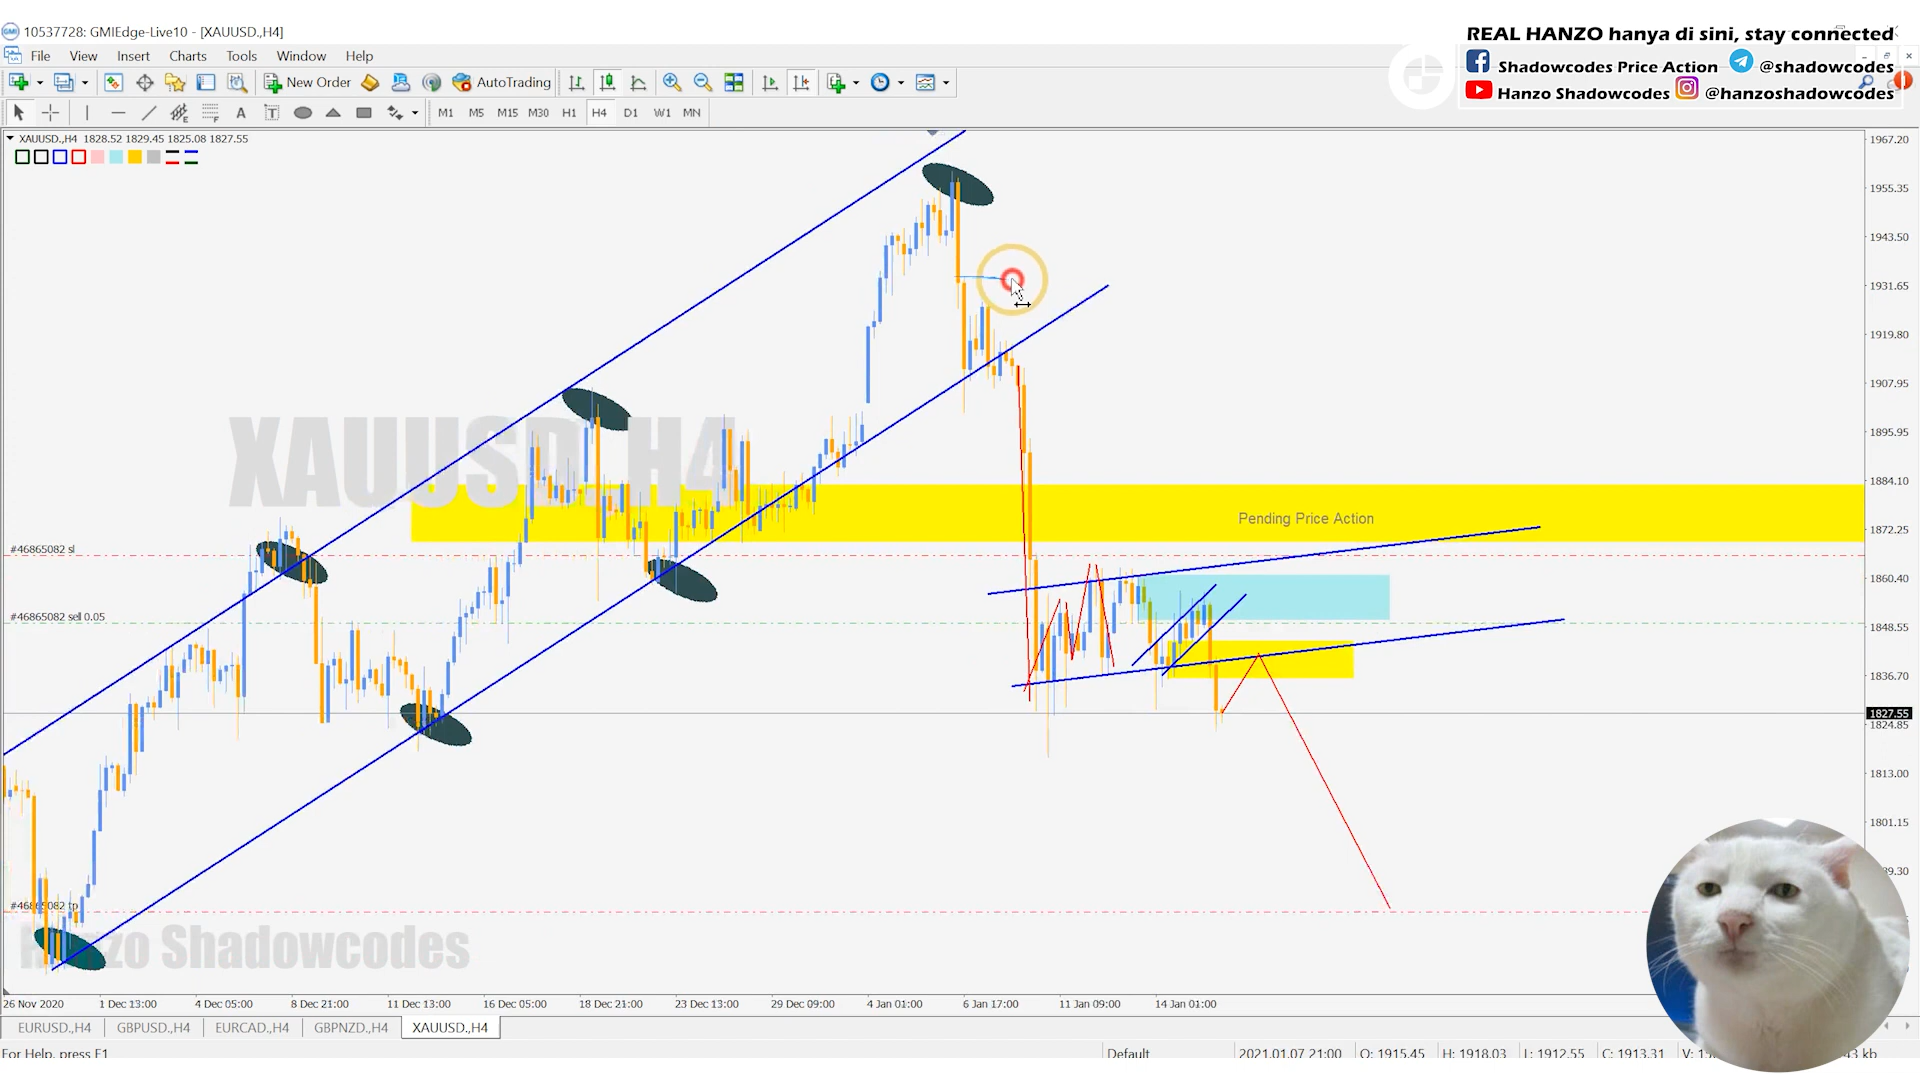 10537728: GMIEdge-Live10 - [XAUUSD.,H4]
REAL HANZO hanya di sini, stay connected
Shadowcodes Price Action @shadowcodes
Hanzo Shadowcodes @hanzoshadowcodes
File View Insert Charts Tools Window Help
New Order AutoTrading
M1 M5 M15 M30 H1 H4 D1 W1 MN
XAUUSD.,H4 1828.52 1829.45 1825.08 1827.55
1967.20
1955.35
1943.50
1931.65
1919.80
1907.95
1895.95
XAUUSD.,H4
1884.10
Pending Price Action
1872.25
#46865082 sl
1860.40
#46865082 sell 0.05
1848.55
1836.70
1827.55
1824.85
1813.00
1801.15
#46865082 tp
Hanzo Shadowcodes
26 Nov 2020 1 Dec 13:00 4 Dec 05:00 8 Dec 21:00 11 Dec 13:00 16 Dec 05:00 18 Dec 21:00 23 Dec 13:00 29 Dec 09:00 4 Jan 01:00 6 Jan 17:00 11 Jan 09:00 14 Jan 01:00
EURUSD.,H4 GBPUSD.,H4 EURCAD.,H4 GBPNZD.,H4 XAUUSD.,H4
For Help, press F1 Default 2021.01.07 21:00 O: 1915.45 H: 1918.03 L: 1912.55 C: 1913.31 kb